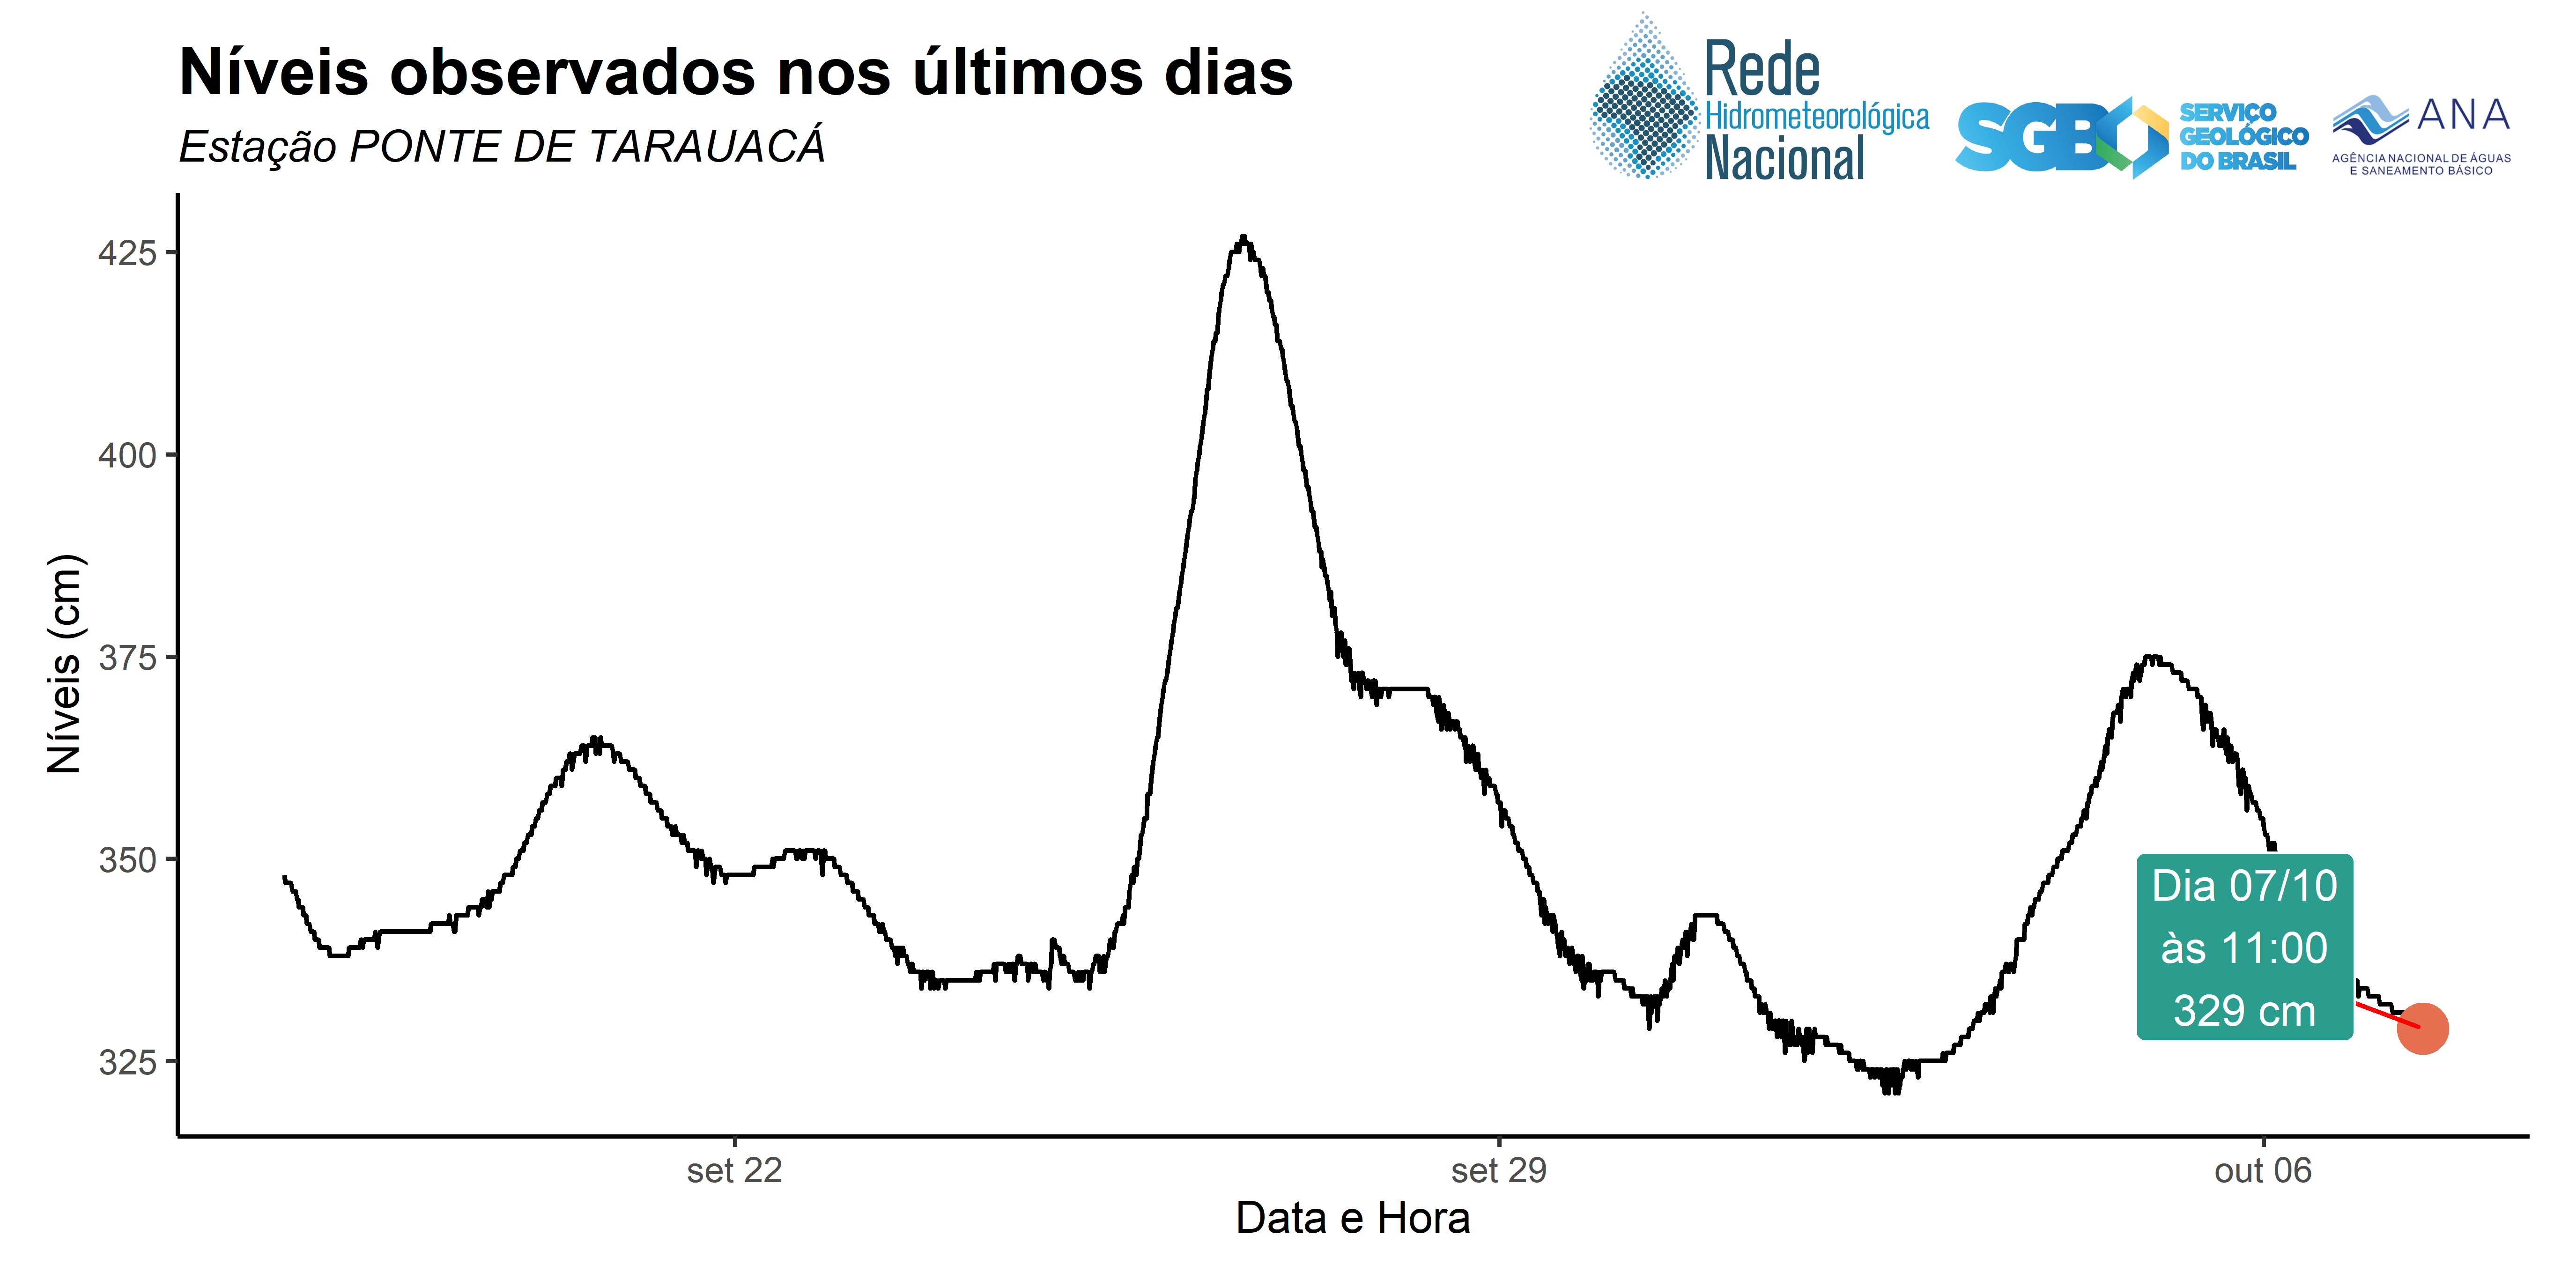 Níveis observados nos últimos dias
Estação PONTE DE TARAUACÁ
Rede
Hidrometeorológica
Nacional
SGB
SERVIÇO
GEOLÓGICO
DO BRASIL
ANA
AGÊNCIA NACIONAL DE ÁGUAS
E SANEAMENTO BÁSICO
Níveis (cm)
425
400
375
350
325
Dia 07/10
às 11:00
329 cm
set 22
set 29
out 06
Data e Hora